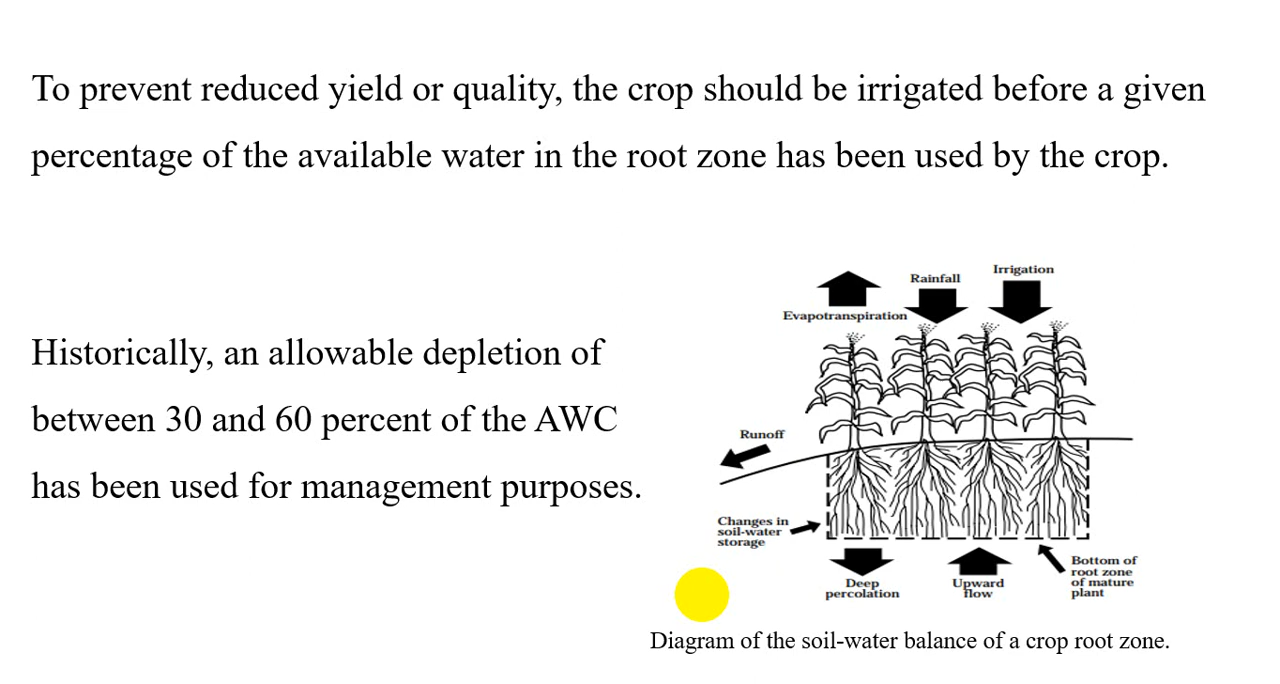 To prevent reduced yield or quality, the crop should be irrigated before a given
percentage of the available water in the root zone has been used by the crop.
Historically, an allowable depletion of
between 30 and 60 percent of the AWC
has been used for management purposes.
Irrigation
Rainfall
Evapotranspiration
Runoff
Changes in
soil-water
storage
Deep
percolation
Upward
flow
Bottom of
root zone
of mature
plant
Diagram of the soil-water balance of a crop root zone.